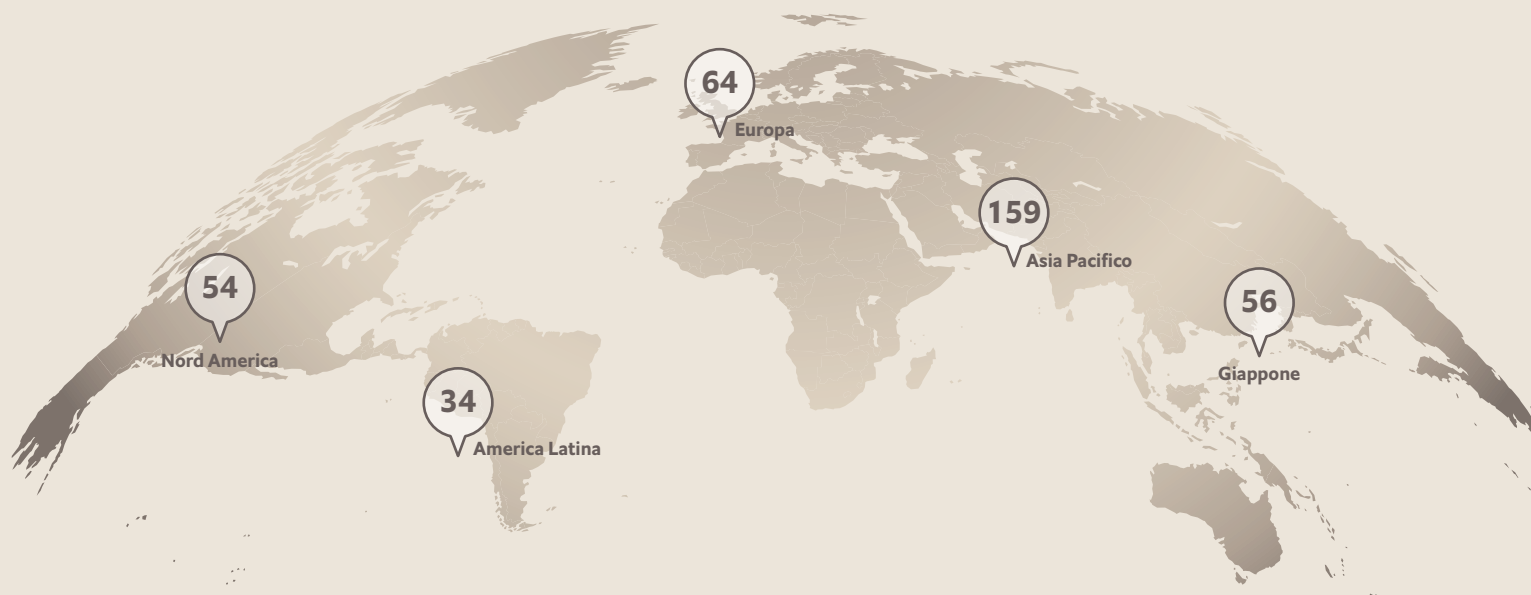 64
Europa
159
Asia Pacifico
54
Nord America
56
Giappone
34
America Latina